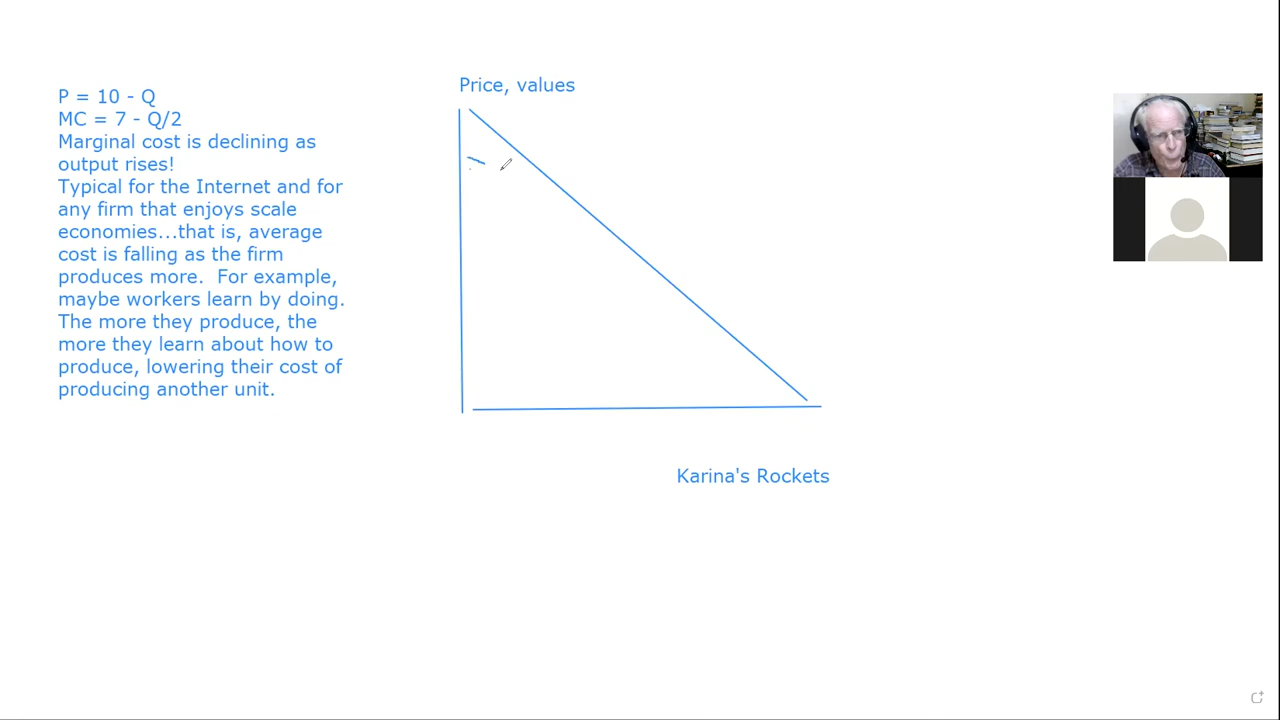 P = 10 - Q
MC = 7 - Q/2
Marginal cost is declining as
output rises!
Typical for the Internet and for
any firm that enjoys scale
economies...that is, average
cost is falling as the firm
produces more.  For example,
maybe workers learn by doing.
The more they produce, the
more they learn about how to
produce, lowering their cost of
producing another unit.
Price, values
Karina's Rockets